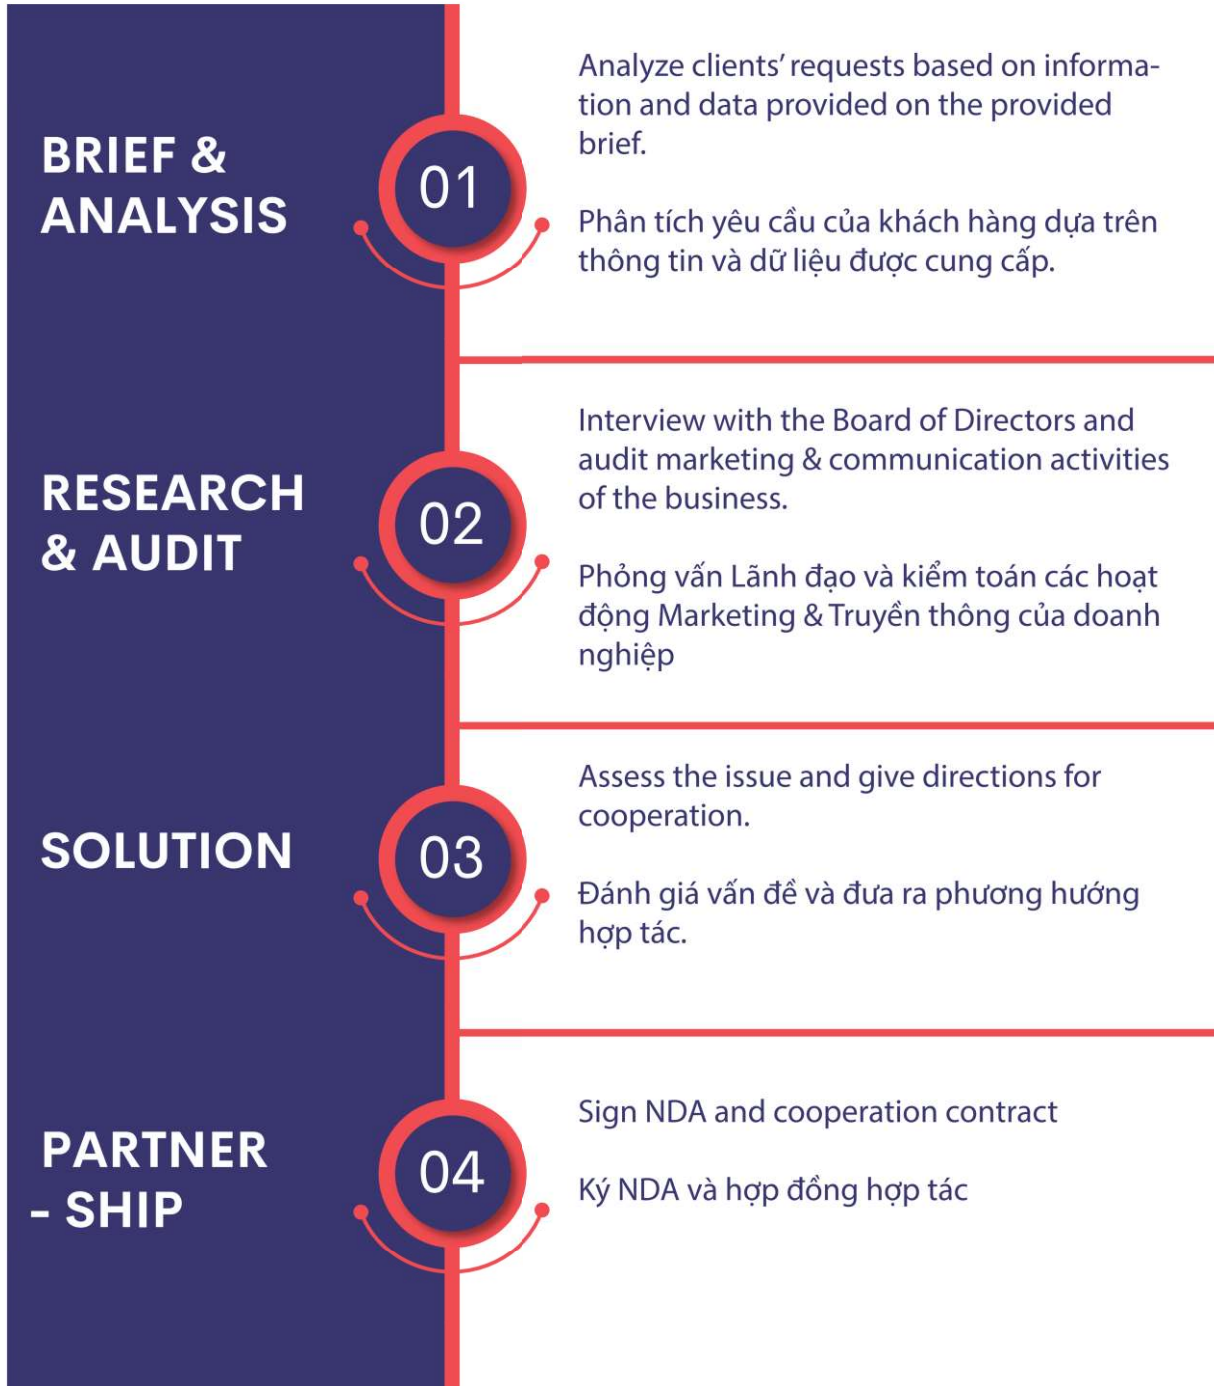 BRIEF &
ANALYSIS
01
Analyze clients’ requests based on informa-
tion and data provided on the provided
brief.
Phân tích yêu cầu của khách hàng dựa trên
thông tin và dữ liệu được cung cấp.
RESEARCH
& AUDIT
02
Interview with the Board of Directors and
audit marketing & communication activities
of the business.
Phỏng vấn Lãnh đạo và kiểm toán các hoạt
động Marketing & Truyền thông của doanh
nghiệp
SOLUTION
03
Assess the issue and give directions for
cooperation.
Đánh giá vấn đề và đưa ra phương hướng
hợp tác.
PARTNER
- SHIP
04
Sign NDA and cooperation contract
Ký NDA và hợp đồng hợp tác